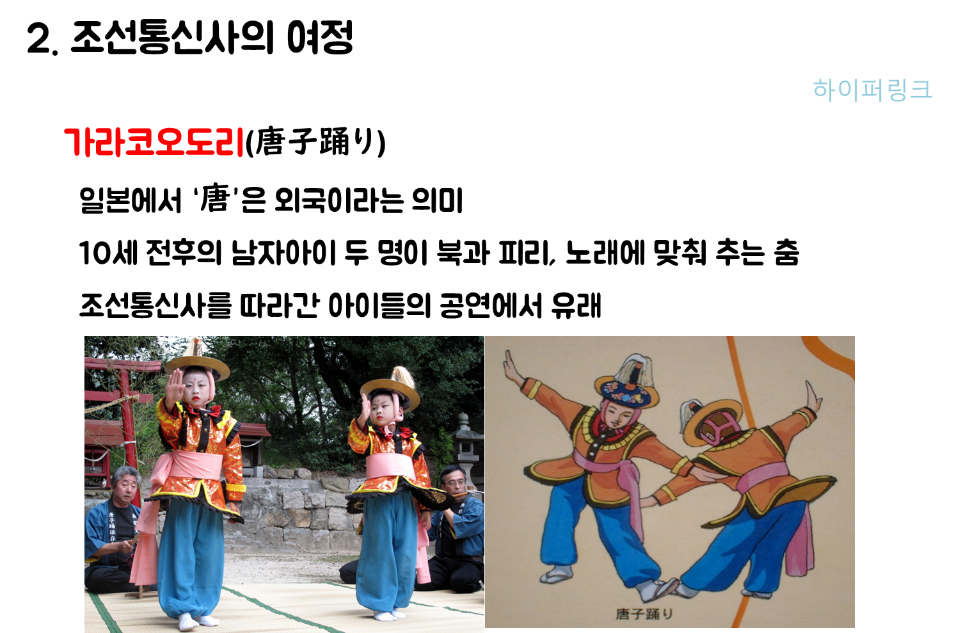 2. 조선통신사의 여정
하이퍼링크
가라코오도리(唐子踊り)
일본에서 ‘唐’은 외국이라는 의미
10세 전후의 남자아이 두 명이 북과 피리, 노래에 맞춰 추는 춤
조선통신사를 따라간 아이들의 공연에서 유래
唐子踊り